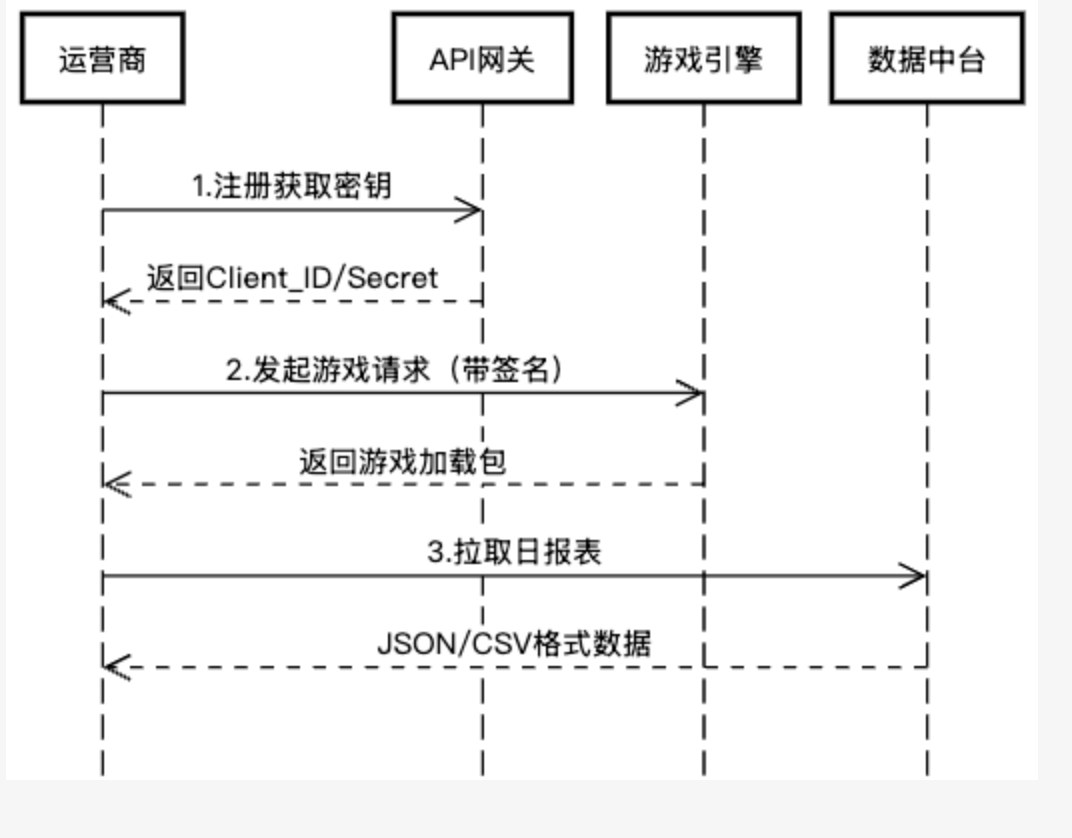 运营商
API网关
游戏引擎
数据中台
1.注册获取密钥
返回Client_ID/Secret
2.发起游戏请求（带签名）
返回游戏加载包
3.拉取日报表
JSON/CSV格式数据